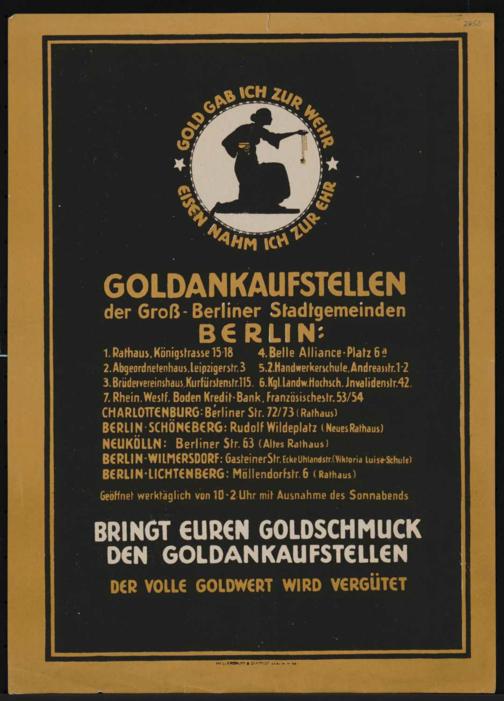 2450
GOLD GAB ICH ZUR WEHR
EISEN NAHM ICH ZUR EHR
GOLDANKAUFSTELLEN
der Groß-Berliner Stadtgemeinden
BERLIN:
1. Rathaus, Königstrasse 15-18 4. Belle Alliance-Platz 6a
2. Abgeordnetenhaus, Leipzigerstr. 3 5. 2. Handwerkerschule, Andreasstr. 1-2
3. Brüdervereinshaus, Kurfürstenstr. 115. 6. Kgl. Landw. Hochsch. Jnvalidenstr. 42.
7. Rhein. Westf. Boden Kredit-Bank, Französischestr. 53/54
CHARLOTTENBURG: Berliner Str. 72/73 (Rathaus)
BERLIN-SCHÖNEBERG: Rudolf Wildeplatz (Neues Rathaus)
NEUKÖLLN: Berliner Str. 63 (Altes Rathaus)
BERLIN-WILMERSDORF: Gasteiner Str. Ecke Uhlandstr. (Viktoria Luise-Schule)
BERLIN-LICHTENBERG: Möllendorfstr. 6 (Rathaus)
Geöffnet werktäglich von 10-2 Uhr mit Ausnahme des Sonnabends
BRINGT EUREN GOLDSCHMUCK
DEN GOLDANKAUFSTELLEN
DER VOLLE GOLDWERT WIRD VERGÜTET